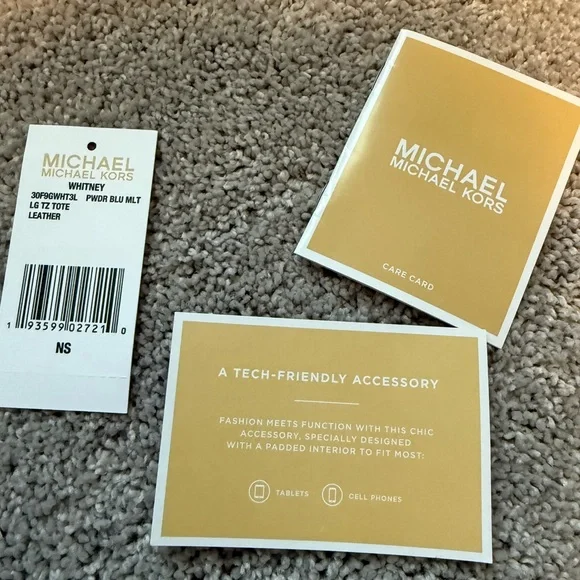 MICHAEL
MICHAEL KORS
WHITNEY
30F9GWHT3L PWDR BLU MLT
LG TZ TOTE
LEATHER
1 93599 02721 0
NS
MICHAEL
MICHAEL KORS
CARE CARD
A TECH-FRIENDLY ACCESSORY
FASHION MEETS FUNCTION WITH THIS CHIC
ACCESSORY, SPECIALLY DESIGNED
WITH A PADDED INTERIOR TO FIT MOST:
TABLETS CELL PHONES